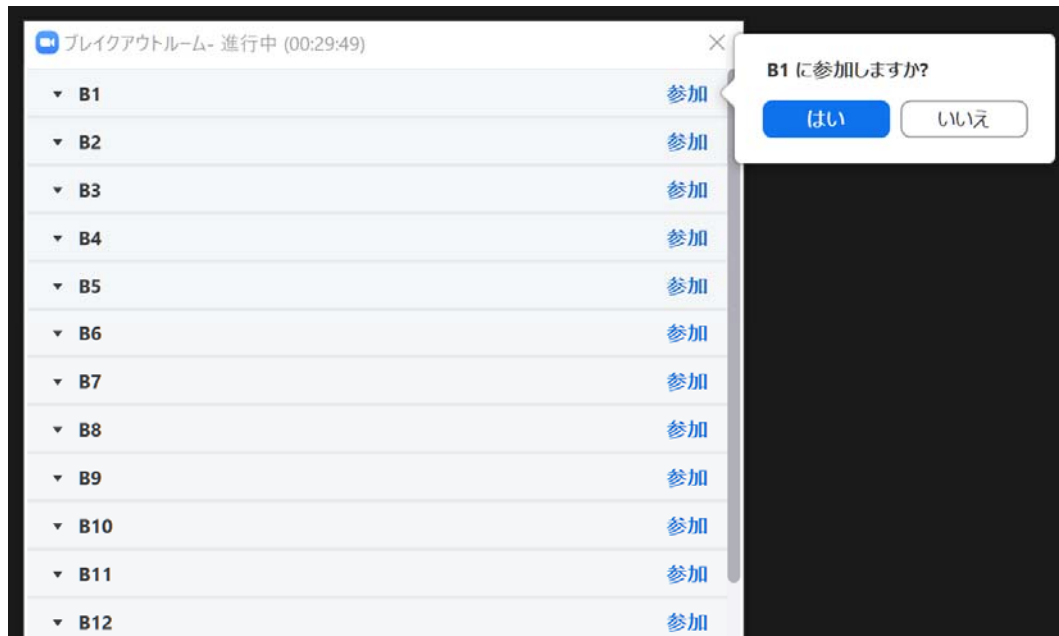 ブレイクアウトルーム- 進行中 (00:29:49)
B1 参加
B1 に参加しますか?
はい いいえ
B2 参加
B3 参加
B4 参加
B5 参加
B6 参加
B7 参加
B8 参加
B9 参加
B10 参加
B11 参加
B12 参加